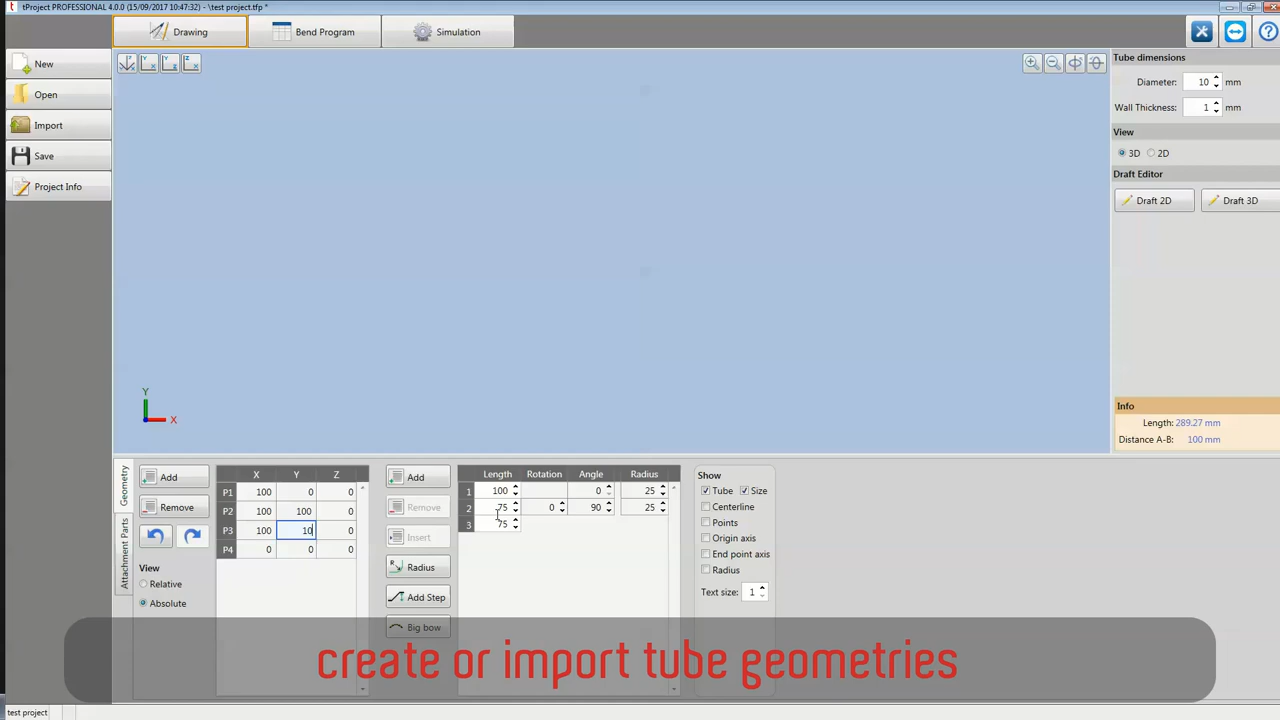 tProject PROFESSIONAL 4.0.0 (15/09/2017 10:47:32) - \test project.tfp *
Drawing
Bend Program
Simulation
New
Open
Import
Save
Project Info
Tube dimensions
Diameter: 10 mm
Wall Thickness: 1 mm
View
3D 2D
Draft Editor
Draft 2D
Draft 3D
Y
X
Info
Length: 289.27 mm
Distance A-B: 100 mm
Geometry
Attachment Parts
Add
Remove
View
Relative
Absolute
X Y Z
P1 100 0 0
P2 100 100 0
P3 100 10 0
P4 0 0 0
Add
Remove
Insert
Radius
Add Step
Big bow
Length Rotation Angle Radius
1 100 0 25
2 75 0 90 25
3 75
Show
Tube Size
Centerline
Points
Origin axis
End point axis
Radius
Text size: 1
create or import tube geometries
test project